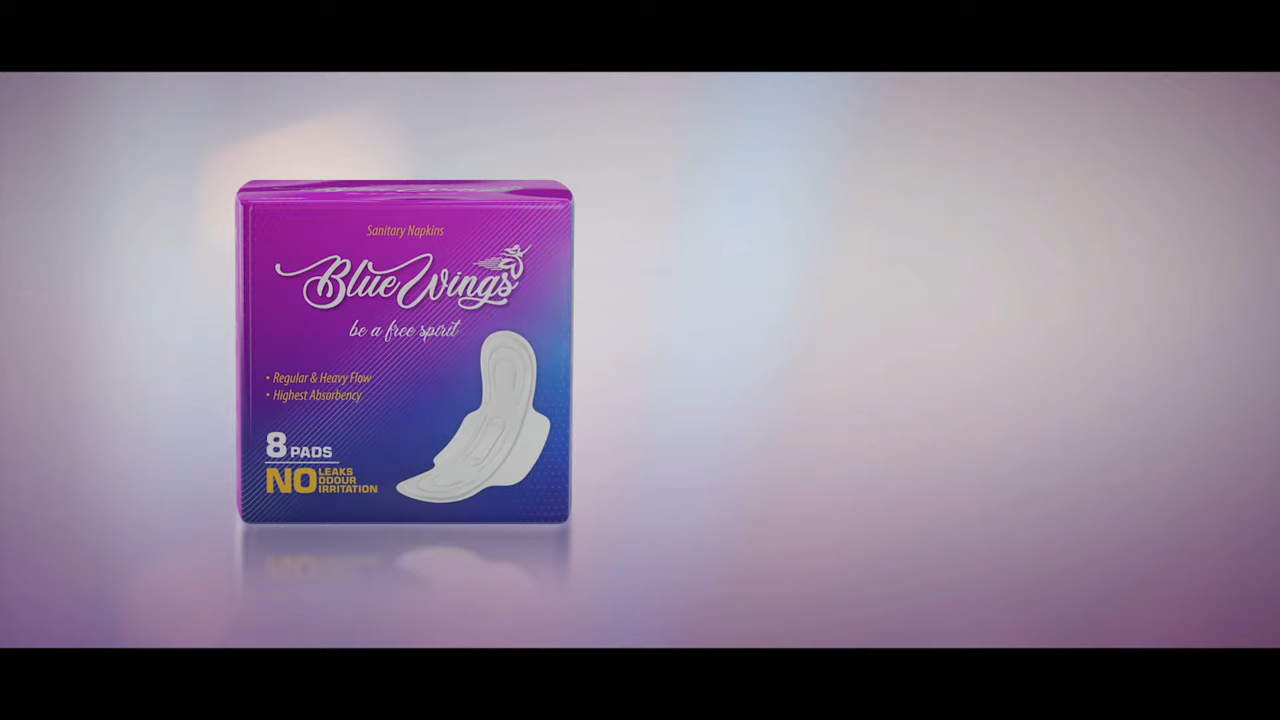 Sanitary Napkins
Blue Wings
be a free spirit
• Regular & Heavy Flow
• Highest Absorbency
8 PADS
NO LEAKS
ODOUR
IRRITATION